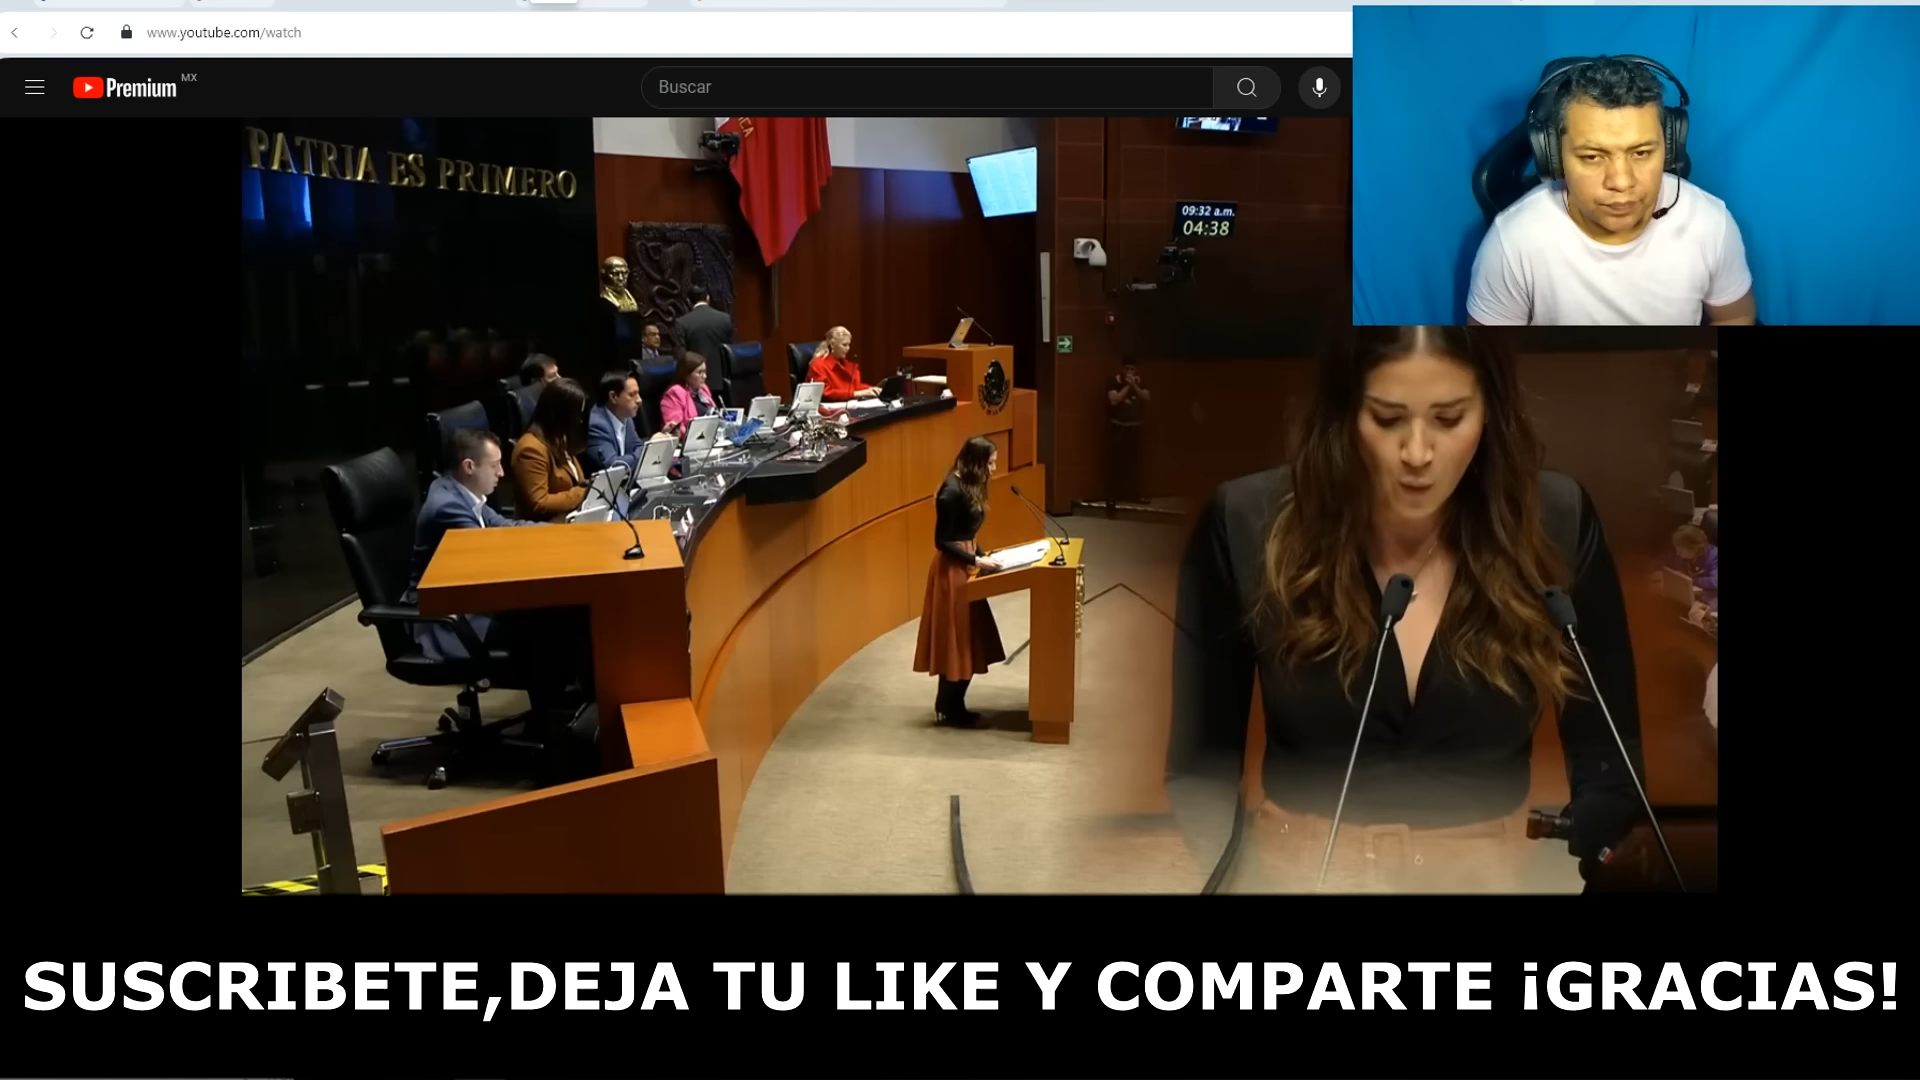 www.youtube.com/watch
Premium MX
Buscar
PATRIA ES PRIMERO
09:32 a.m.
04:38
SUSCRIBETE,DEJA TU LIKE Y COMPARTE ¡GRACIAS!